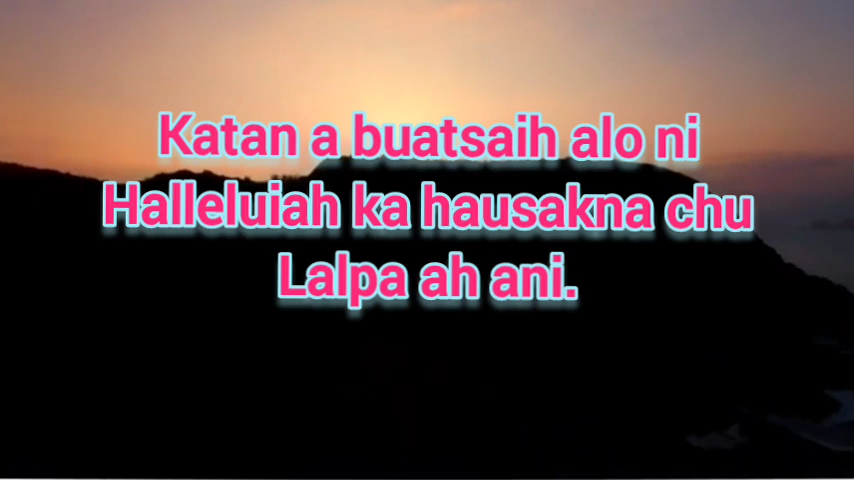 Katan a buatsaih alo ni
Halleluiah ka hausakna chu
Lalpa ah ani.